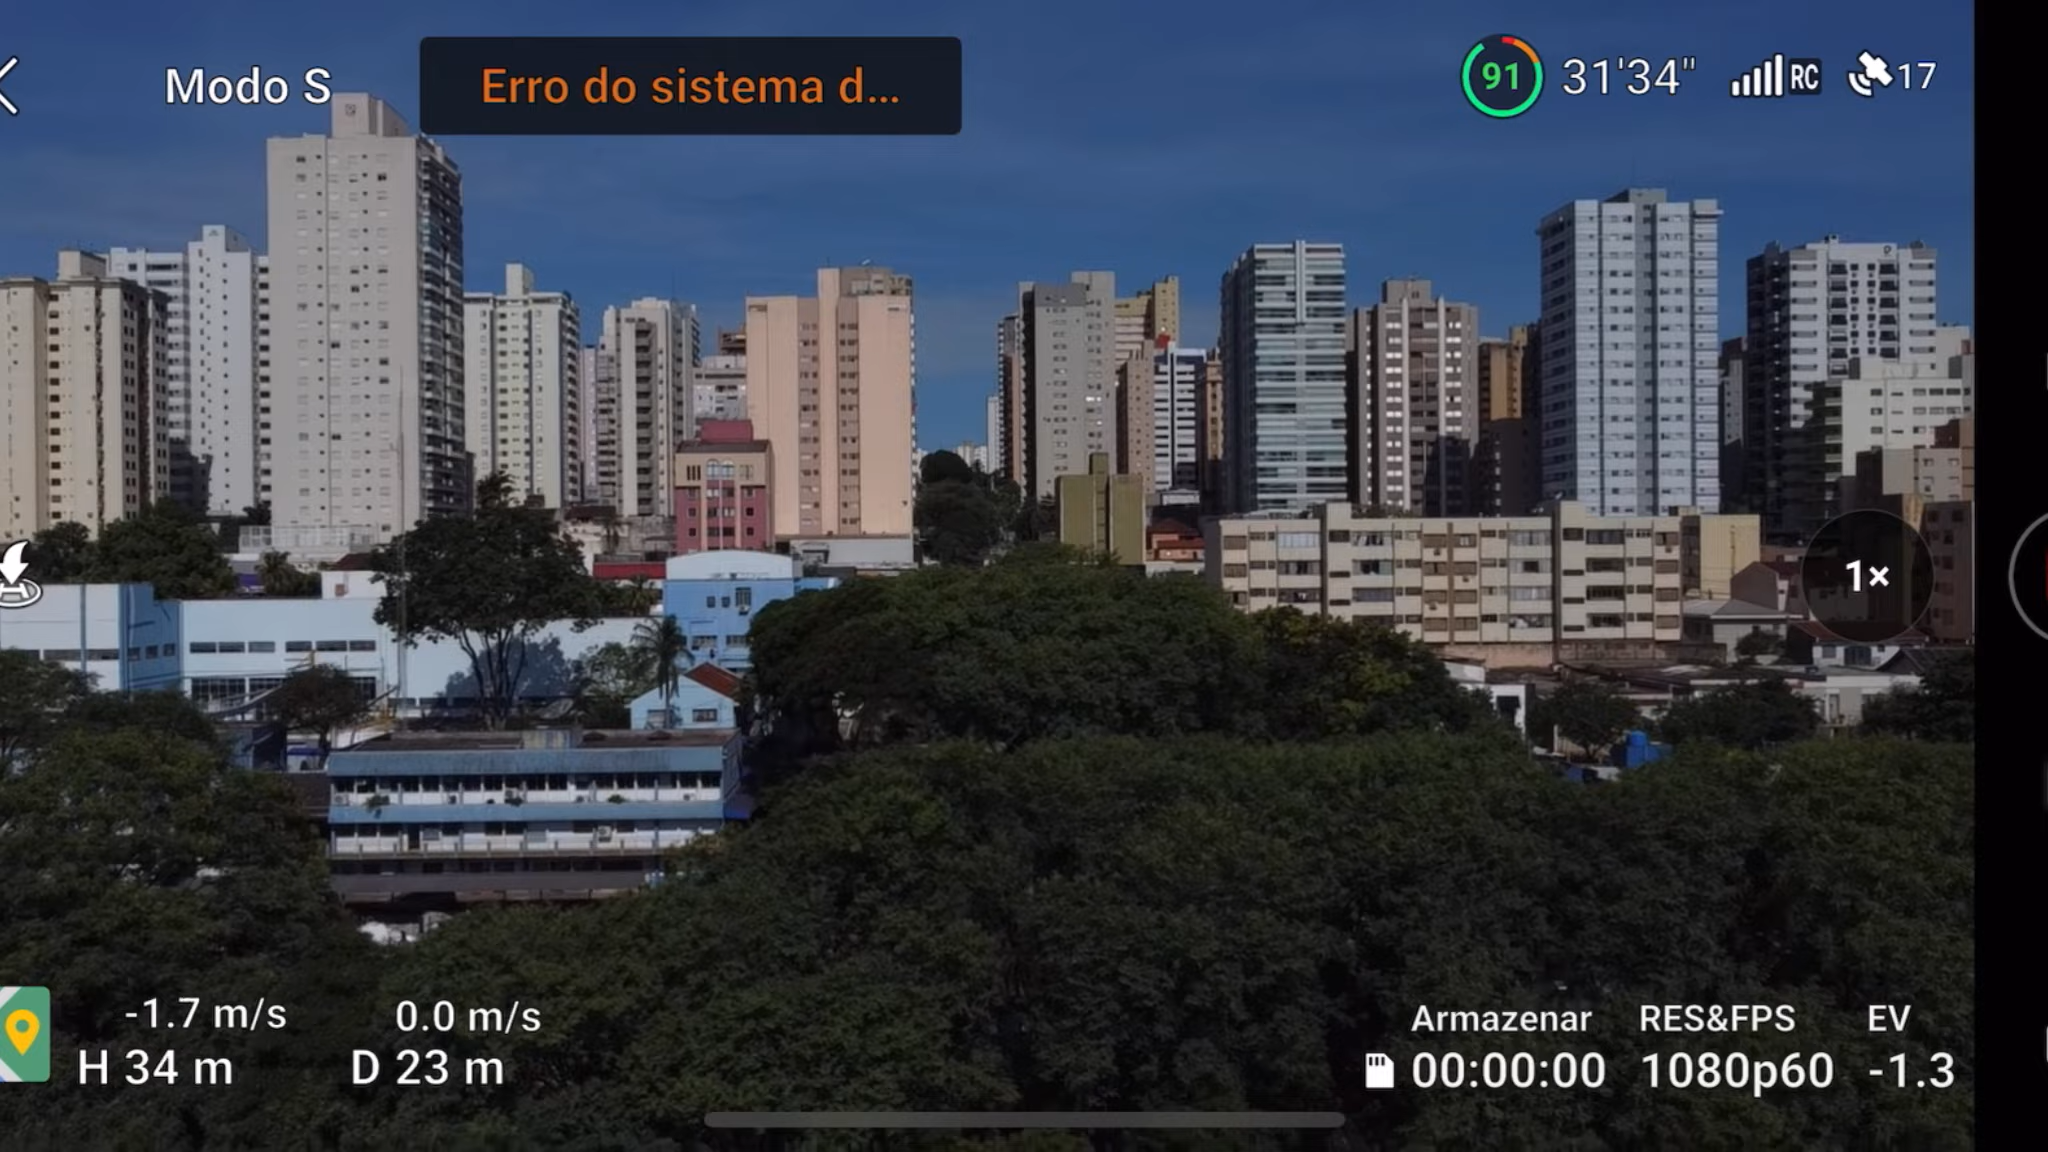 Modo S
Erro do sistema d...
91
31'34"
RC
17
1×
-1.7 m/s
0.0 m/s
H 34 m
D 23 m
Armazenar
RES&FPS
EV
00:00:00
1080p60
-1.3